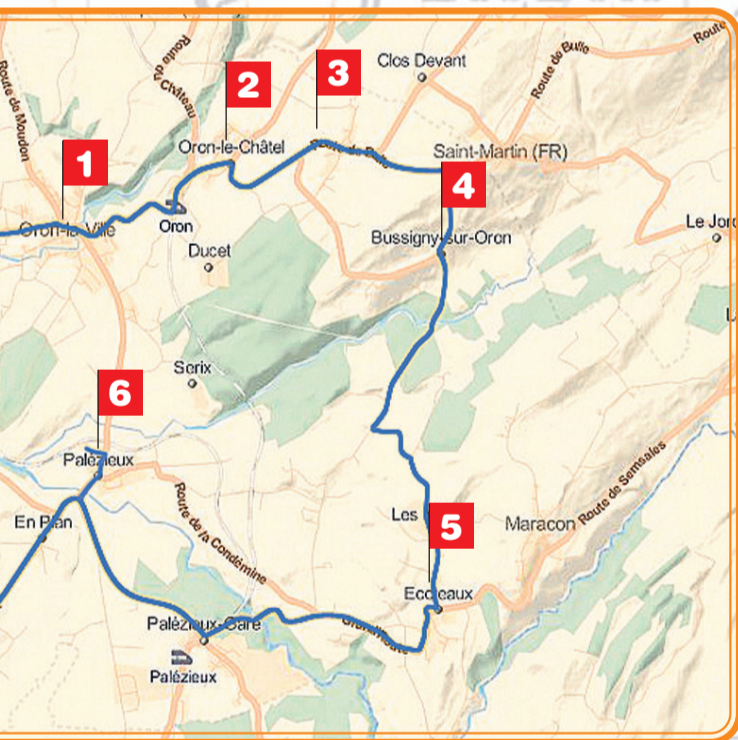 Route
Route de Bulle
Route du Château
Route de Moudon
Clos Devant
2
3
1
Oron-le-Châtel
Saint-Martin (FR)
4
Oron-la-Ville
Oron
Bussigny-sur-Oron
Le Jor
Ducet
Serix
6
Palézieux
Route de la Condémine
En Plan
Les
5
Maracon
Route de Semsales
Ecoteaux
Palézieux-Gare
Palézieux